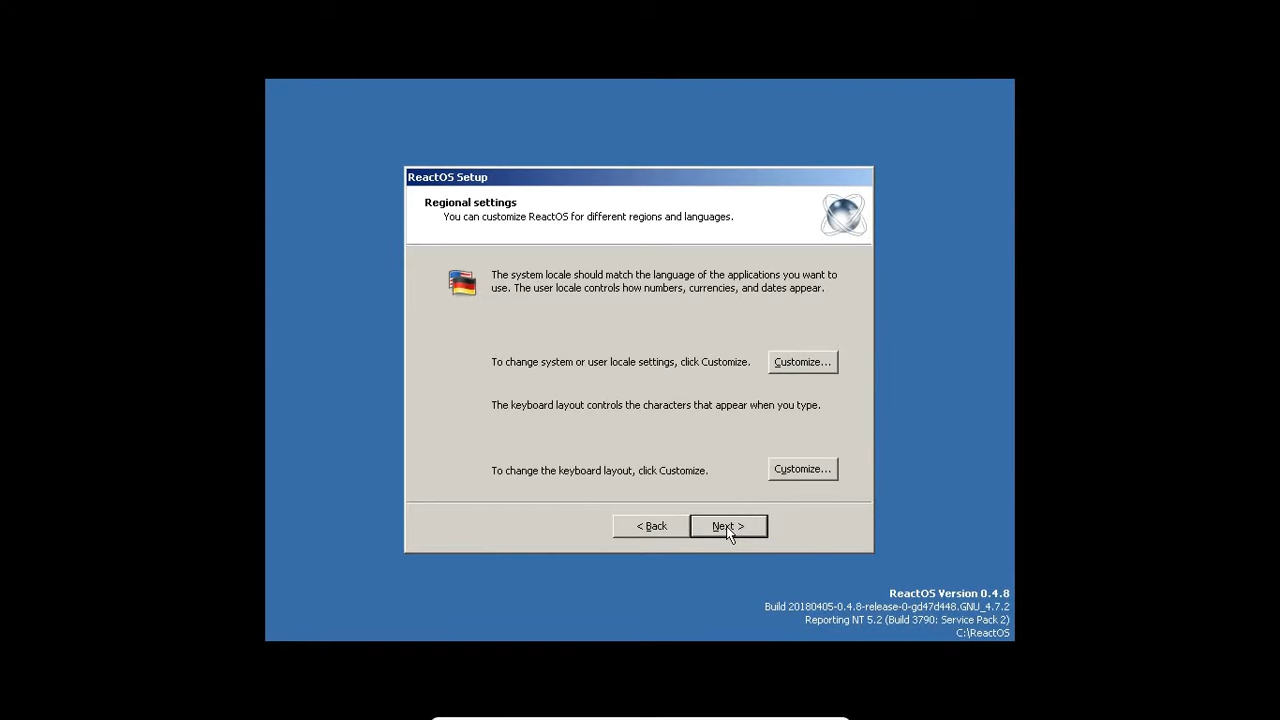 ReactOS Setup
Regional settings
You can customize ReactOS for different regions and languages.
The system locale should match the language of the applications you want to
use. The user locale controls how numbers, currencies, and dates appear.
To change system or user locale settings, click Customize.
Customize...
The keyboard layout controls the characters that appear when you type.
To change the keyboard layout, click Customize.
Customize...
< Back
Next >
ReactOS Version 0.4.8
Build 20180405-0.4.8-release-0-gd47d448.GNU_4.7.2
Reporting NT 5.2 (Build 3790: Service Pack 2)
C:\ReactOS